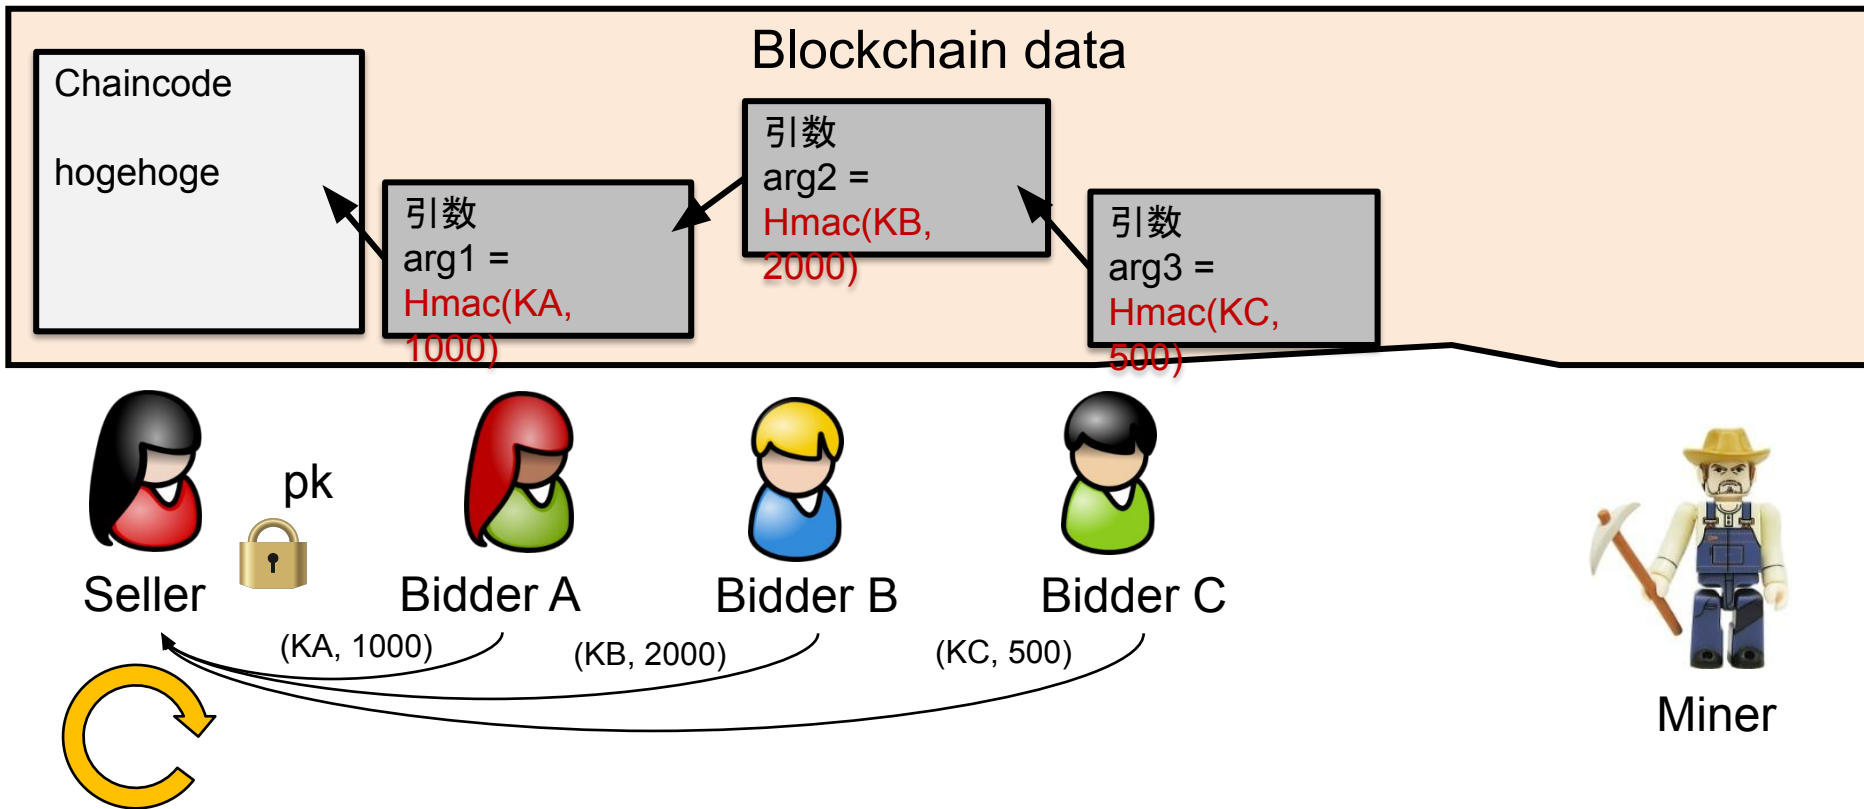 Blockchain data
Chaincode
hogehoge
引数
arg1 =
Hmac(KA,
1000)
引数
arg2 =
Hmac(KB,
2000)
引数
arg3 =
Hmac(KC,
500)
pk
Seller
Bidder A
Bidder B
Bidder C
(KA, 1000)
(KB, 2000)
(KC, 500)
Miner